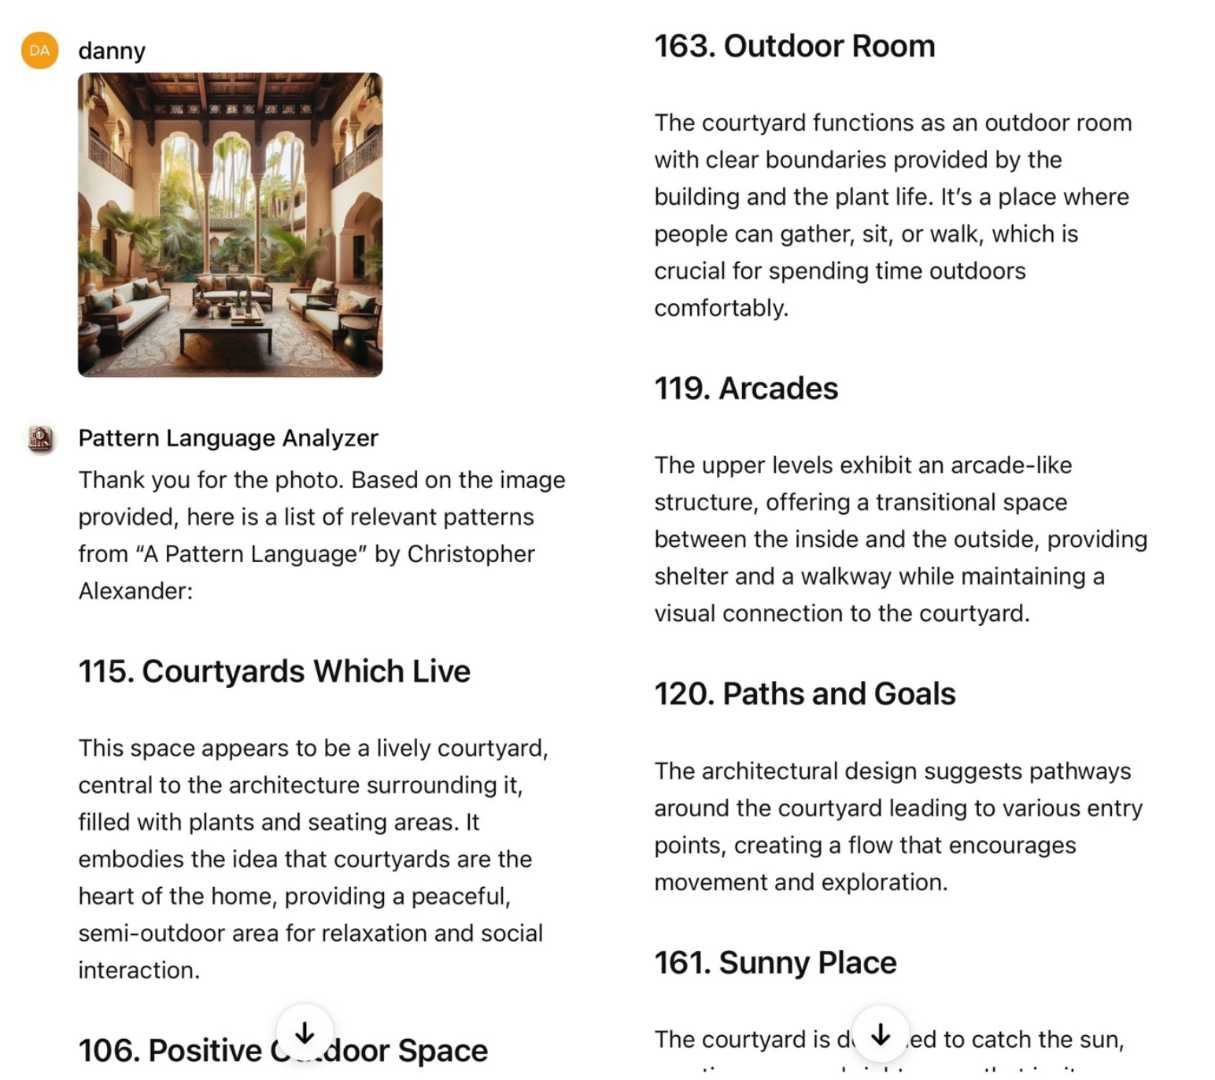 DA
danny
Pattern Language Analyzer
Thank you for the photo. Based on the image
provided, here is a list of relevant patterns
from “A Pattern Language” by Christopher
Alexander:
115. Courtyards Which Live
This space appears to be a lively courtyard,
central to the architecture surrounding it,
filled with plants and seating areas. It
embodies the idea that courtyards are the
heart of the home, providing a peaceful,
semi-outdoor area for relaxation and social
interaction.
106. Positive Outdoor Space
163. Outdoor Room
The courtyard functions as an outdoor room
with clear boundaries provided by the
building and the plant life. It’s a place where
people can gather, sit, or walk, which is
crucial for spending time outdoors
comfortably.
119. Arcades
The upper levels exhibit an arcade-like
structure, offering a transitional space
between the inside and the outside, providing
shelter and a walkway while maintaining a
visual connection to the courtyard.
120. Paths and Goals
The architectural design suggests pathways
around the courtyard leading to various entry
points, creating a flow that encourages
movement and exploration.
161. Sunny Place
The courtyard is to catch the sun,